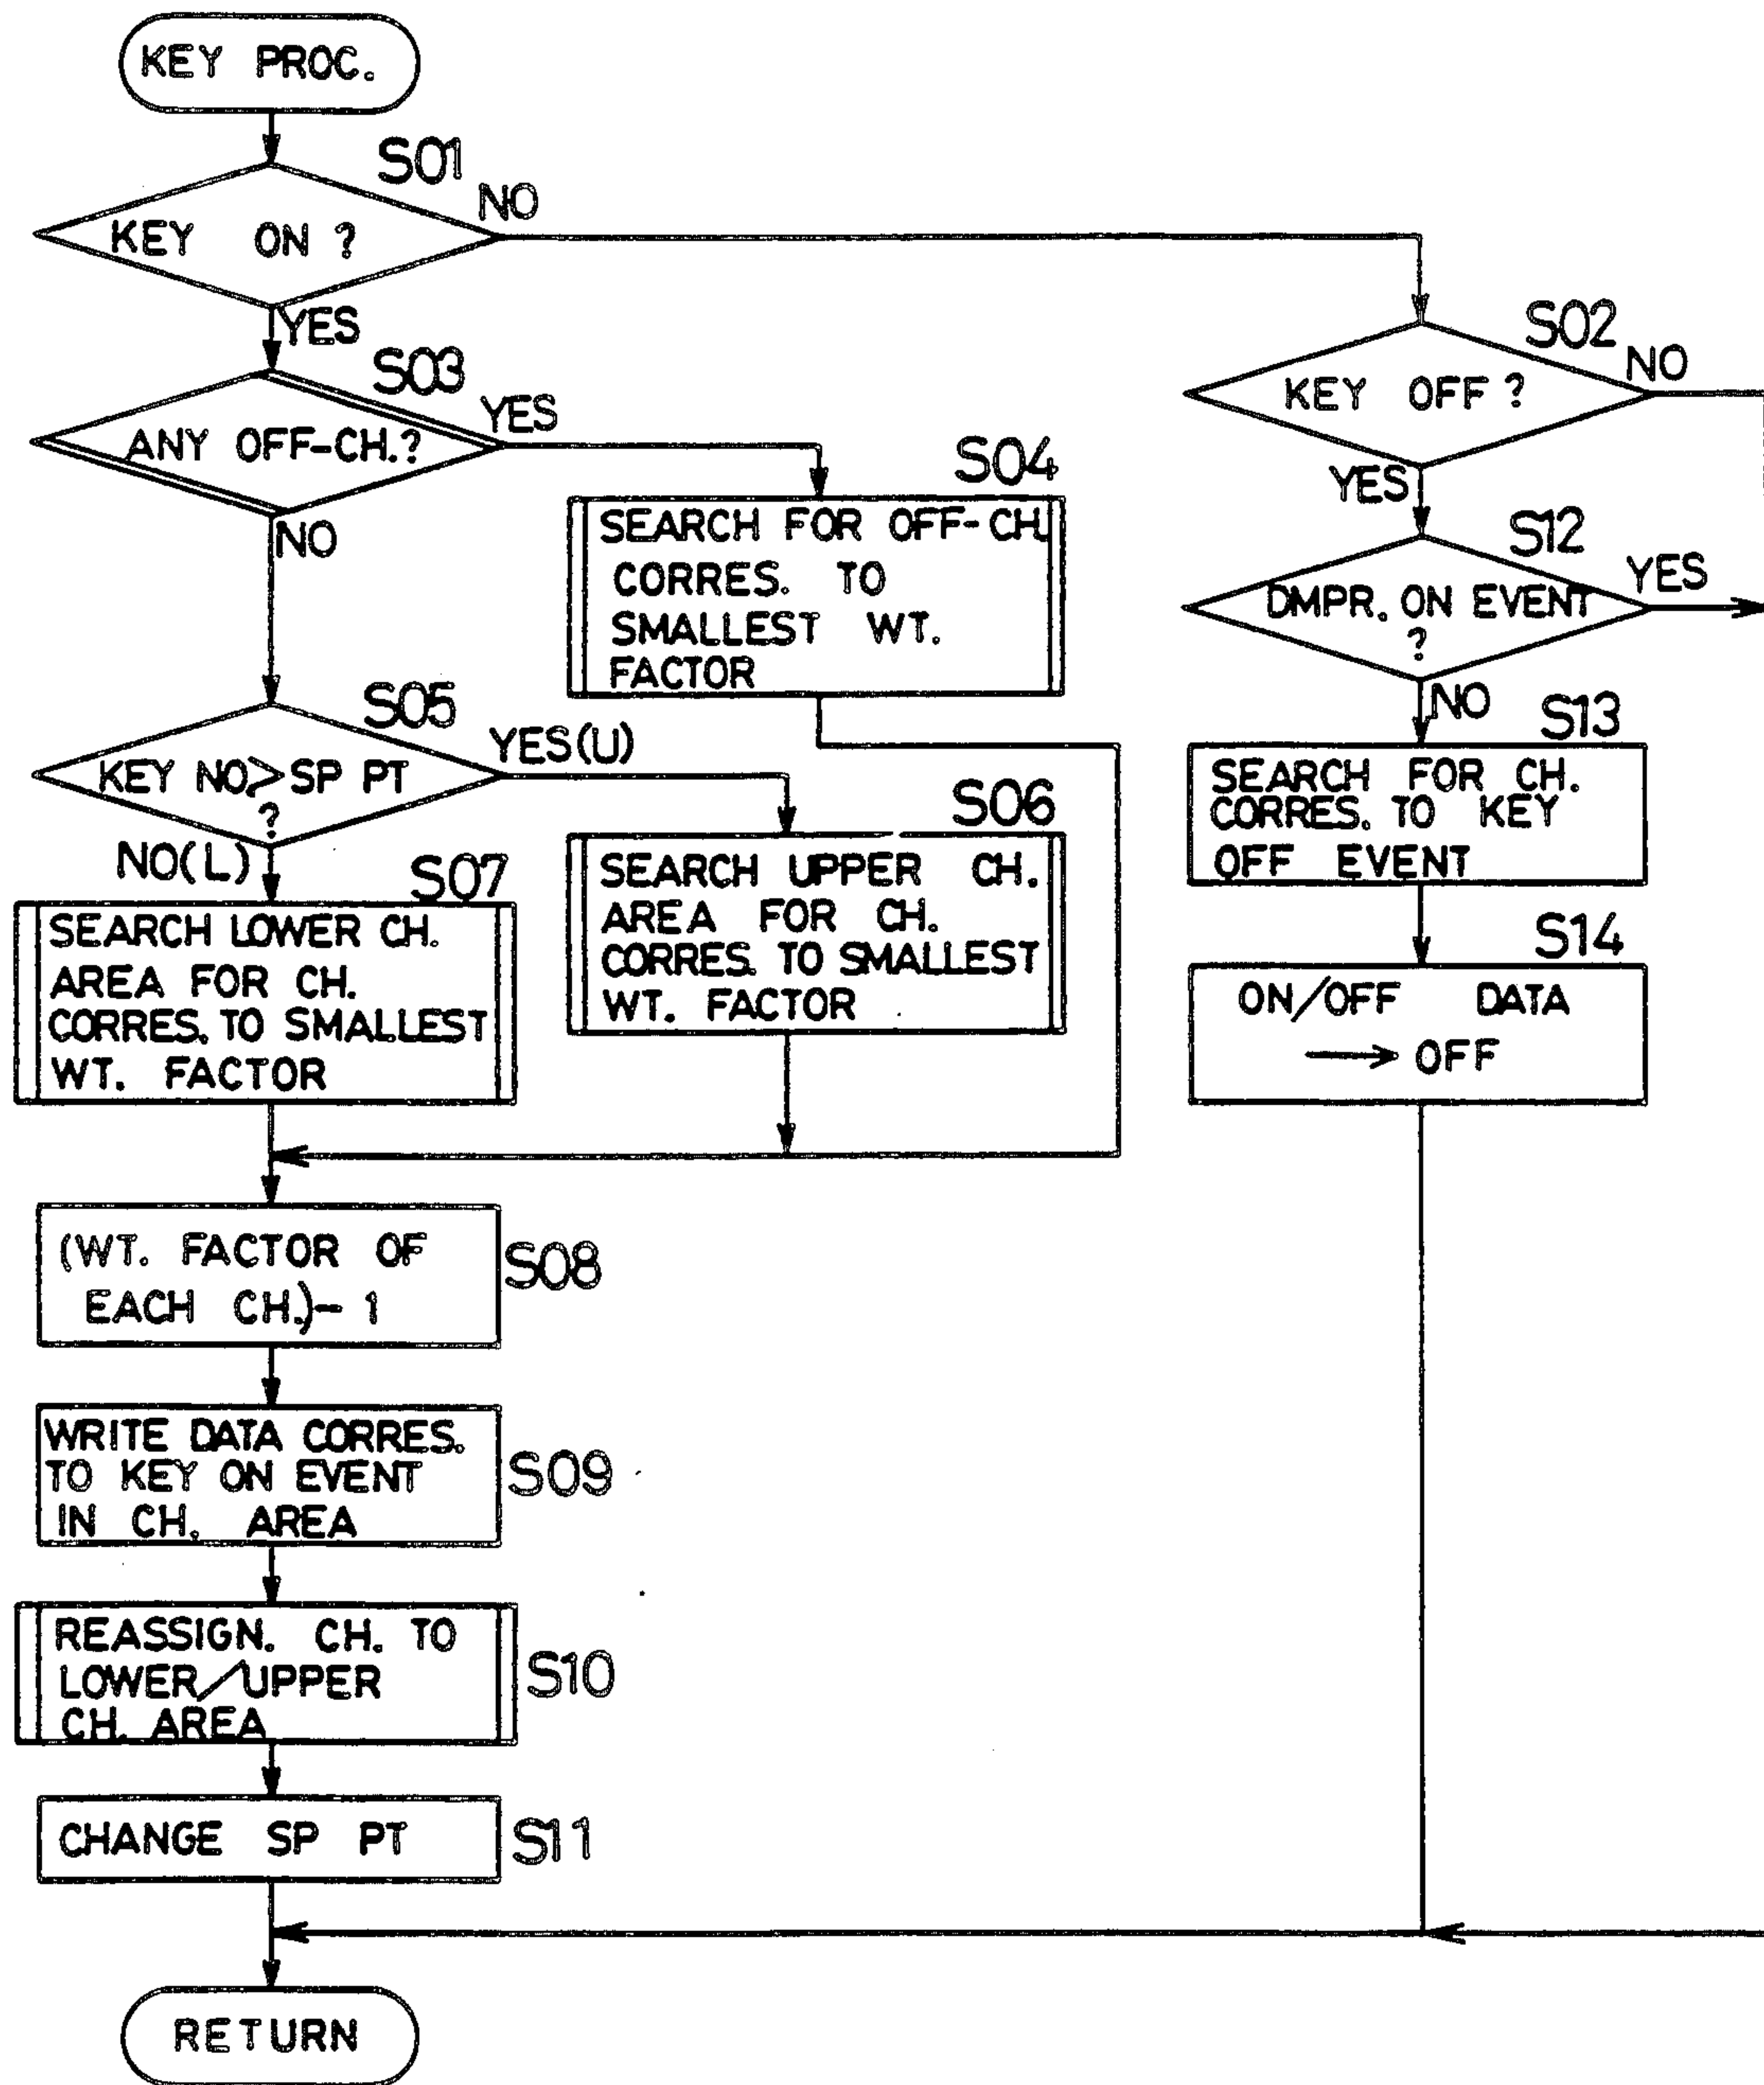 KEY PROC.
S01
KEY ON ?
NO
YES
S03
ANY OFF-CH.?
YES
NO
S04
SEARCH FOR OFF-CH.
CORRES. TO
SMALLEST WT.
FACTOR
S05
KEY NO>SP PT
?
YES(U)
NO(L)
S06
SEARCH UPPER CH.
AREA FOR CH.
CORRES. TO SMALLEST
WT. FACTOR
S07
SEARCH LOWER CH.
AREA FOR CH.
CORRES. TO SMALLEST
WT. FACTOR
S08
(WT. FACTOR OF
EACH CH.)- 1
S09
WRITE DATA CORRES.
TO KEY ON EVENT
IN CH. AREA
S10
REASSIGN. CH. TO
LOWER/UPPER
CH. AREA
S11
CHANGE SP PT
RETURN
S02
KEY OFF ?
NO
YES
S12
DMPR. ON EVENT
?
YES
NO
S13
SEARCH FOR CH.
CORRES. TO KEY
OFF EVENT
S14
ON/OFF DATA
→ OFF